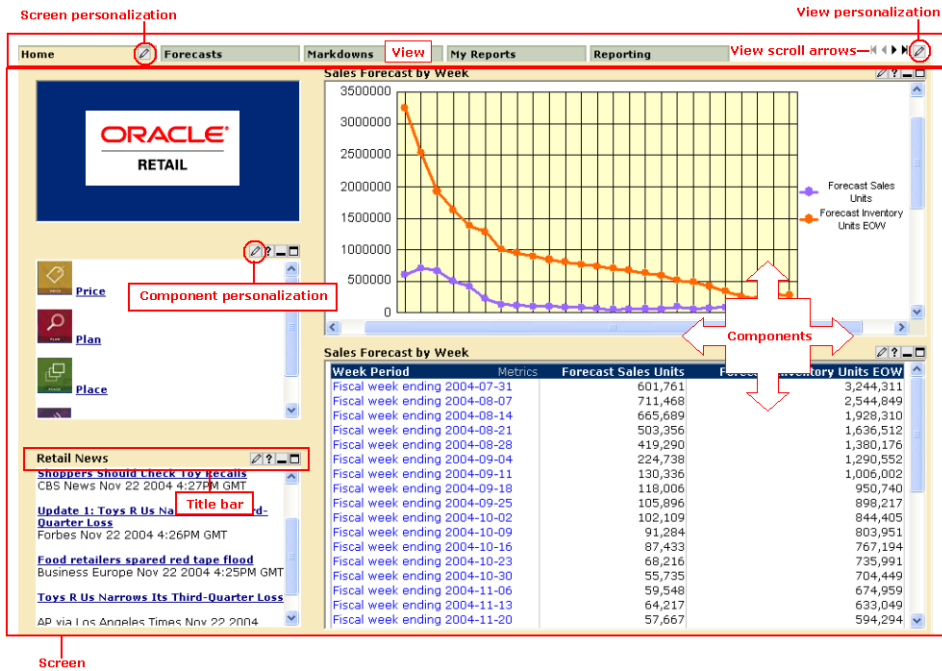 Screen personalization
View personalization
Home
Forecasts
Markdowns
View
My Reports
Reporting
View scroll arrows
ORACLE
RETAIL
Price
Component personalization
Plan
Place
Retail News
Shoppers Should Check Toy Recalls
CBS News Nov 22 2004 4:27PM GMT
Title bar
Update 1: Toys R Us Na rd-
Quarter Loss
Forbes Nov 22 2004 4:26PM GMT
Food retailers spared red tape flood
Business Europe Nov 22 2004 4:25PM GMT
Toys R Us Narrows Its Third-Quarter Loss
AP via Los Angeles Times Nov 22 2004
Sales Forecast by Week
3500000
3000000
2500000
2000000
1500000
1000000
500000
0
Forecast Sales
Units
Forecast Inventory
Units EOW
Components
Sales Forecast by Week
Week Period Metrics Forecast Sales Units Forecast Inventory Units EOW
Fiscal week ending 2004-07-31 601,761 3,244,311
Fiscal week ending 2004-08-07 711,468 2,544,849
Fiscal week ending 2004-08-14 665,689 1,928,310
Fiscal week ending 2004-08-21 503,356 1,636,512
Fiscal week ending 2004-08-28 419,290 1,380,176
Fiscal week ending 2004-09-04 224,738 1,290,552
Fiscal week ending 2004-09-11 130,336 1,006,002
Fiscal week ending 2004-09-18 118,006 950,740
Fiscal week ending 2004-09-25 105,896 898,217
Fiscal week ending 2004-10-02 102,109 844,405
Fiscal week ending 2004-10-09 91,284 803,951
Fiscal week ending 2004-10-16 87,433 767,194
Fiscal week ending 2004-10-23 68,216 735,991
Fiscal week ending 2004-10-30 55,735 704,449
Fiscal week ending 2004-11-06 59,548 674,959
Fiscal week ending 2004-11-13 64,217 633,049
Fiscal week ending 2004-11-20 57,667 594,294
Screen